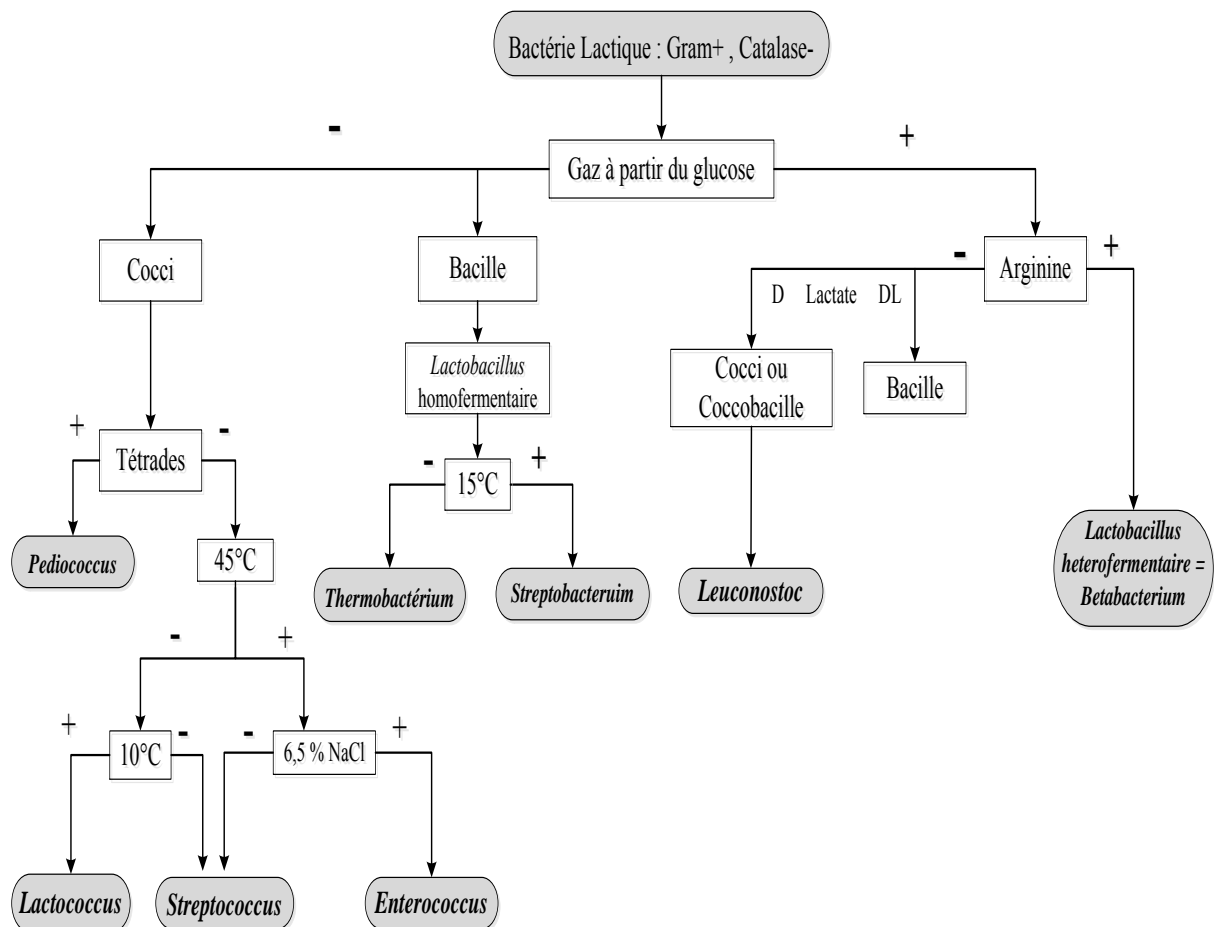 Bactérie Lactique : Gram+ , Catalase-
-
+
Gaz à partir du glucose
Cocci
Bacille
-
Arginine
+
D Lactate DL
Lactobacillus
homofermentaire
Cocci ou
Coccobacille
Bacille
+
Tétrades
-
-
15°C
+
Pediococcus
45°C
Thermobactérium
Streptobacteruim
Leuconostoc
Lactobacillus
heterofermentaire =
Betabacterium
-
+
+
10°C
-
-
6,5 % NaCl
+
Lactococcus
Streptococcus
Enterococcus